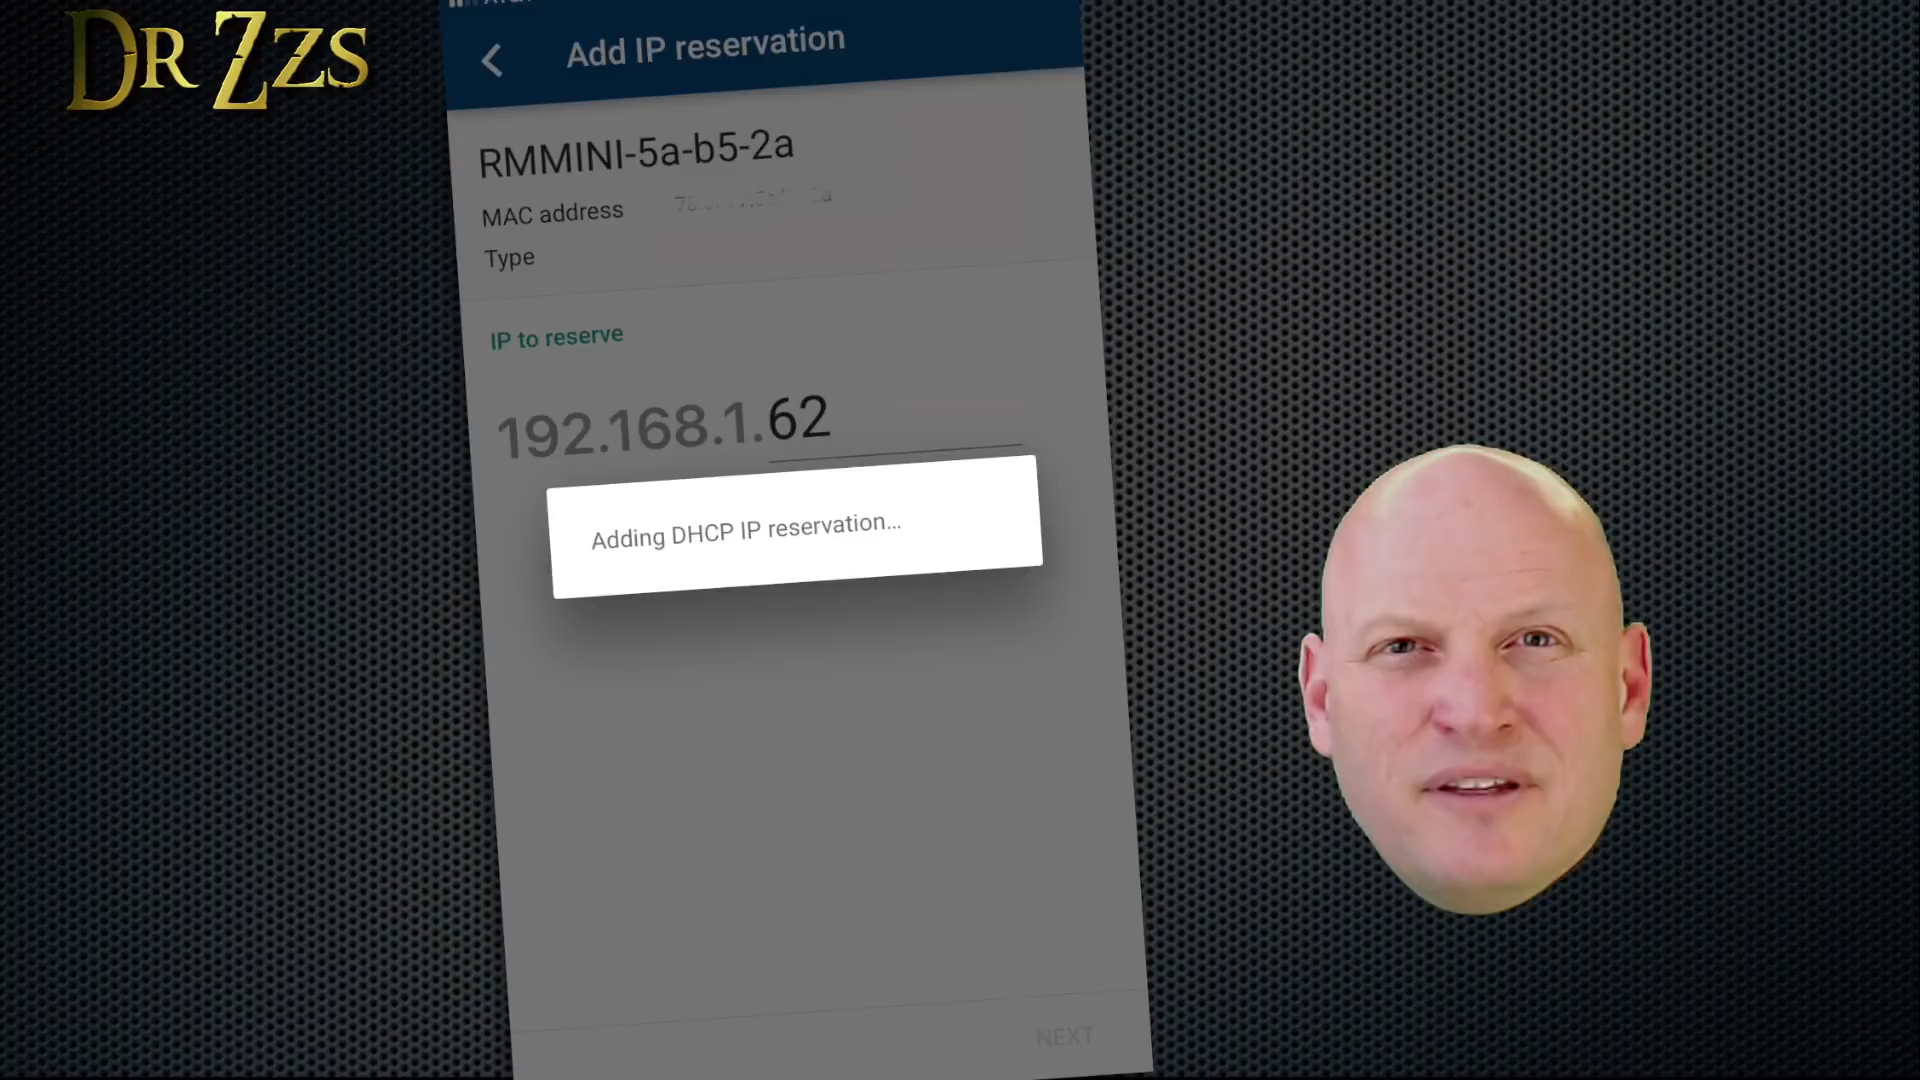 DR ZZS
Add IP reservation
RMMINI-5a-b5-2a
MAC address
Type
IP to reserve
192.168.1.62
Adding DHCP IP reservation...
NEXT